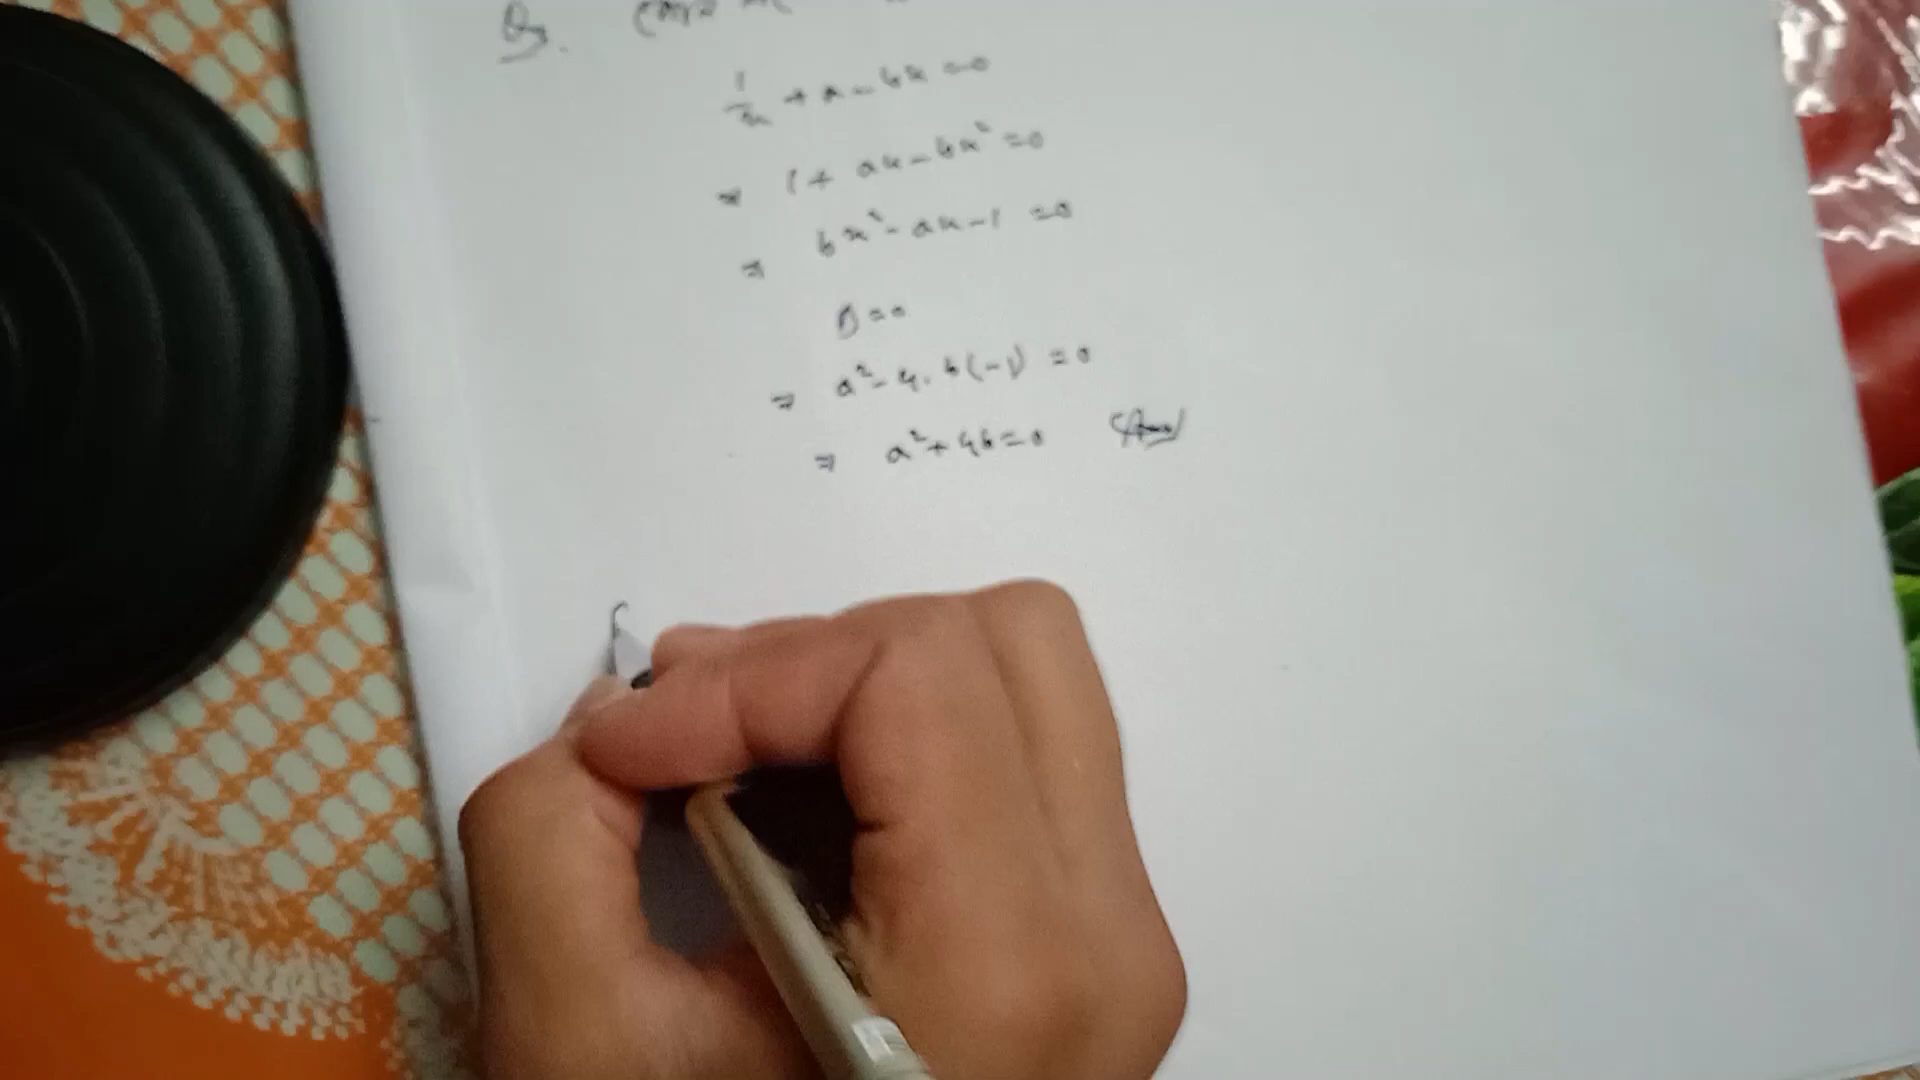 1/x + a - bx = 0
⇒ 1 + ax - bx² = 0
⇒ bx² - ax - 1 = 0
D = 0
⇒ a² - 4. b(-1) = 0
⇒ a² + 4b = 0 (Ans)